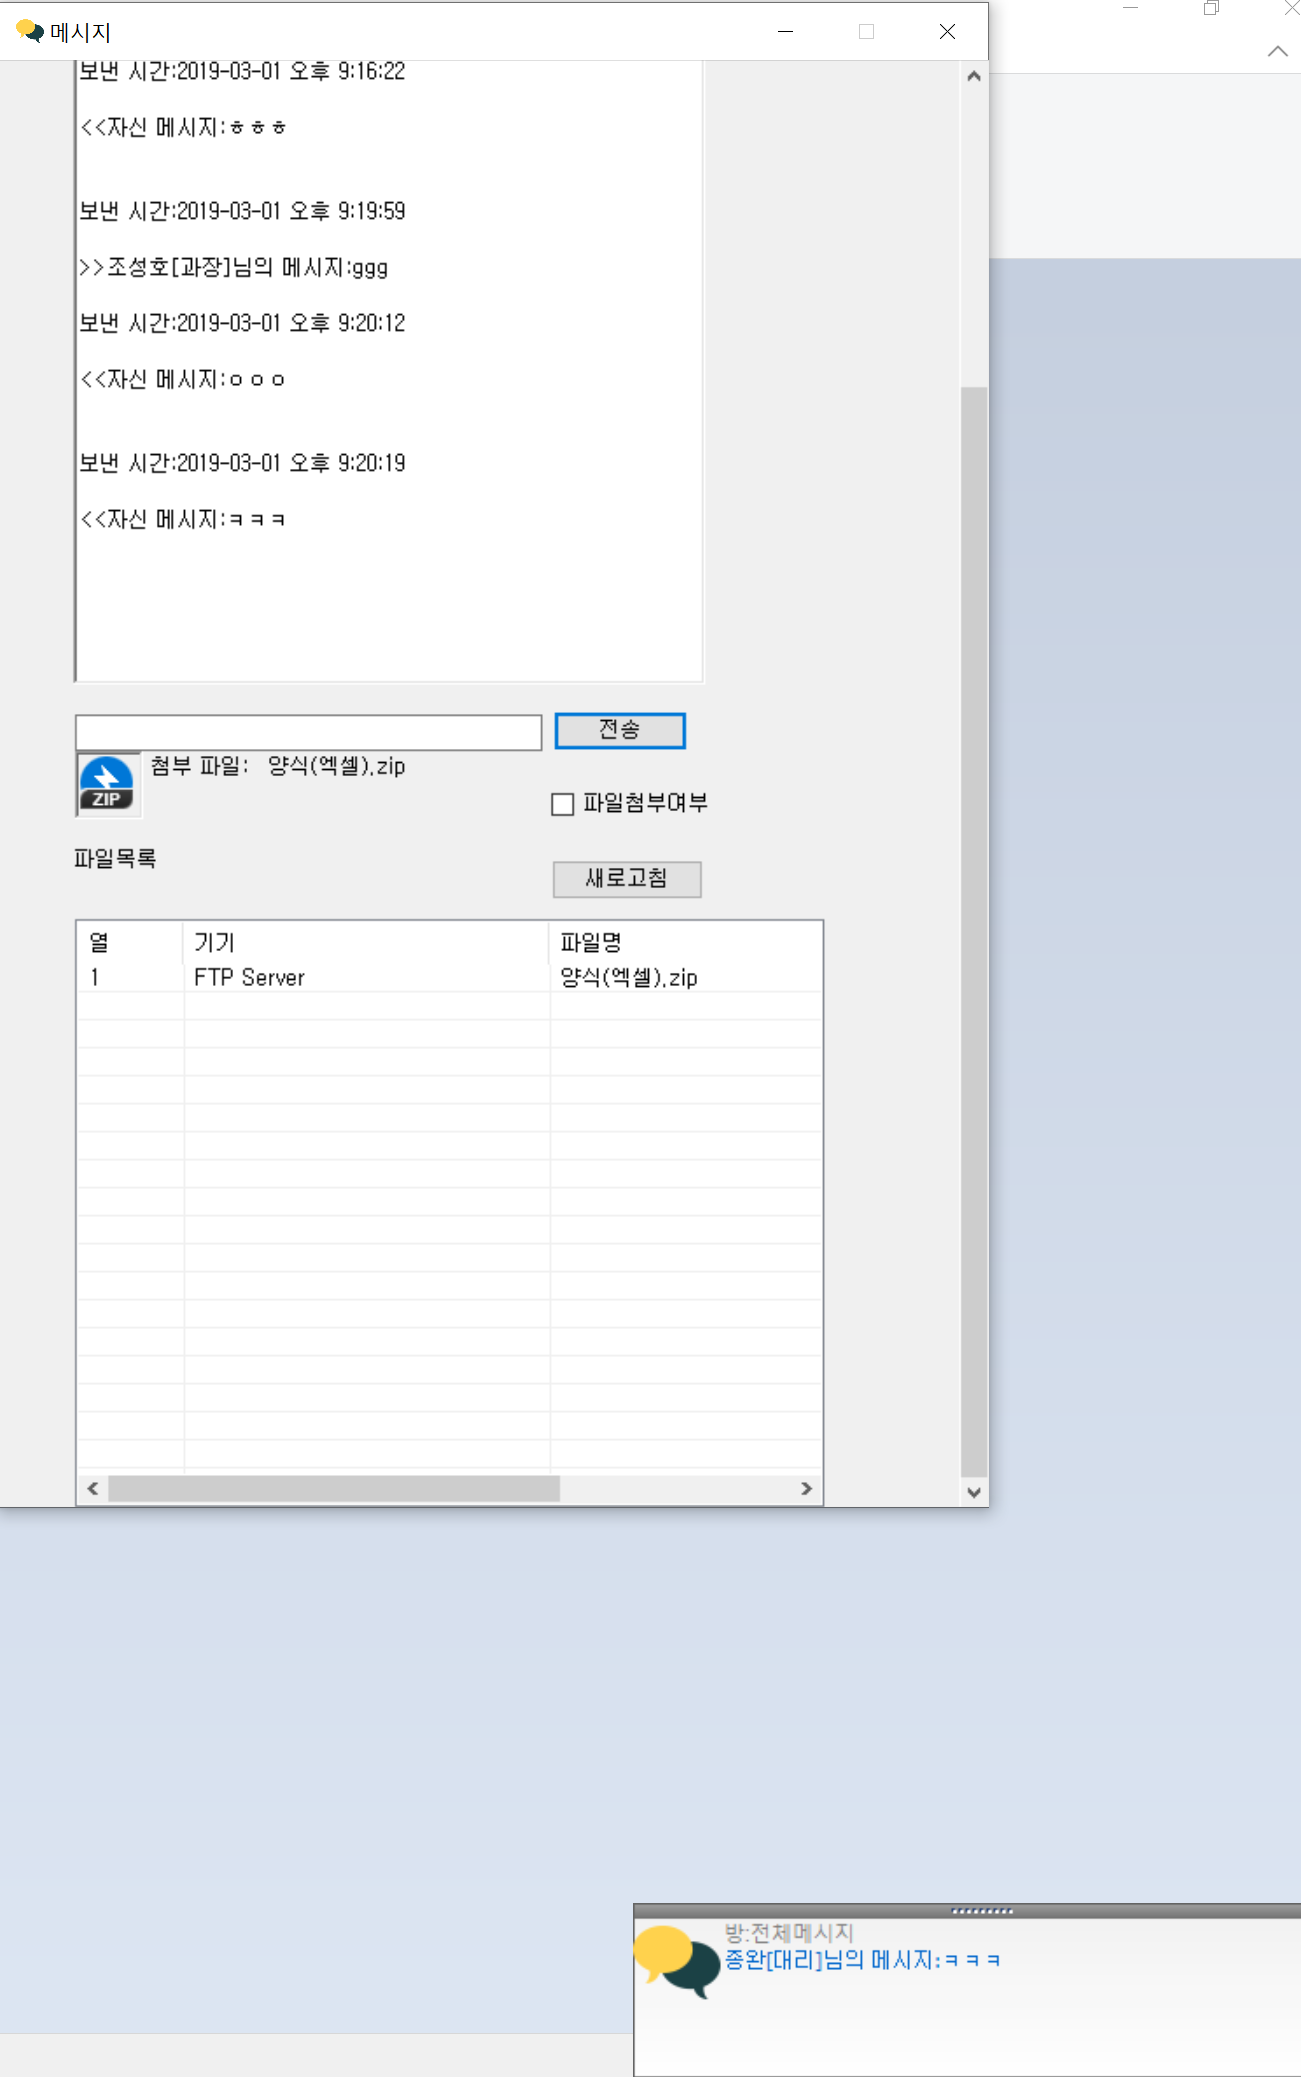 메시지
보낸 시간:2019-03-01 오후 9:16:22
<<자신 메시지:ㅎㅎㅎ
보낸 시간:2019-03-01 오후 9:19:59
>>조성호[과장]님의 메시지:ggg
보낸 시간:2019-03-01 오후 9:20:12
<<자신 메시지:ㅇㅇㅇ
보낸 시간:2019-03-01 오후 9:20:19
<<자신 메시지:ㅋㅋㅋ
전송
ZIP
첨부 파일: 양식(엑셀).zip
파일첨부여부
파일목록
새로고침
열 기기 파일명
1 FTP Server 양식(엑셀).zip
방:전체메시지
종완[대리]님의 메시지:ㅋㅋㅋ